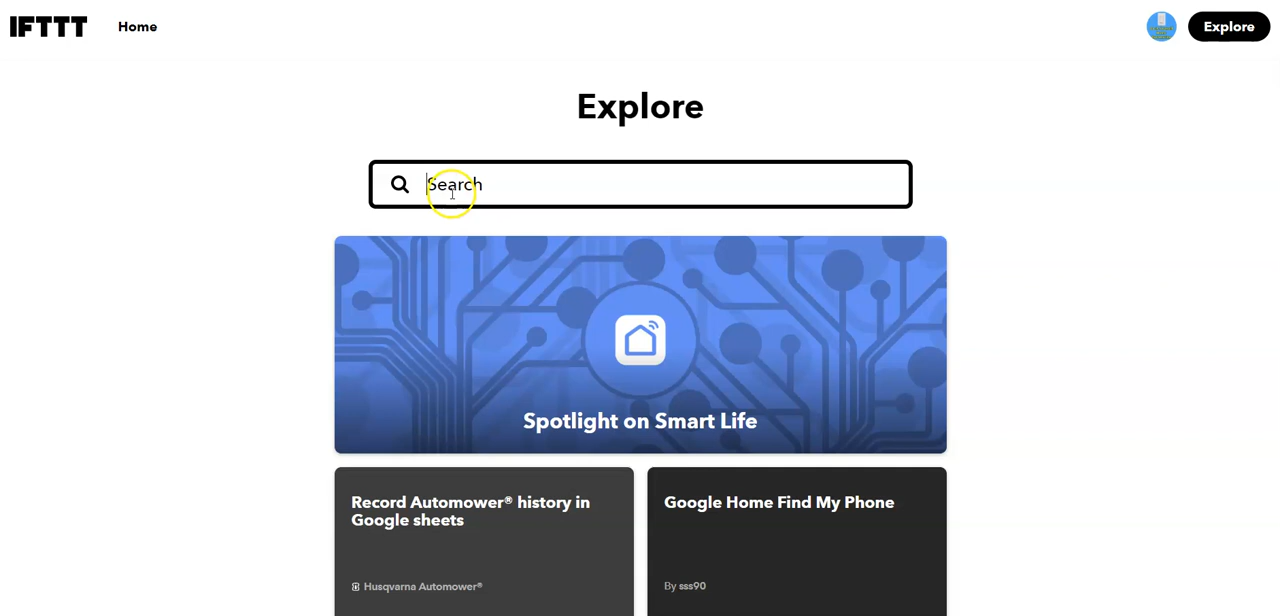 IFTTT
Home
Explore
Explore
Search
Spotlight on Smart Life
Record Automower® history in
Google sheets
Husqvarna Automower®
Google Home Find My Phone
By sss90